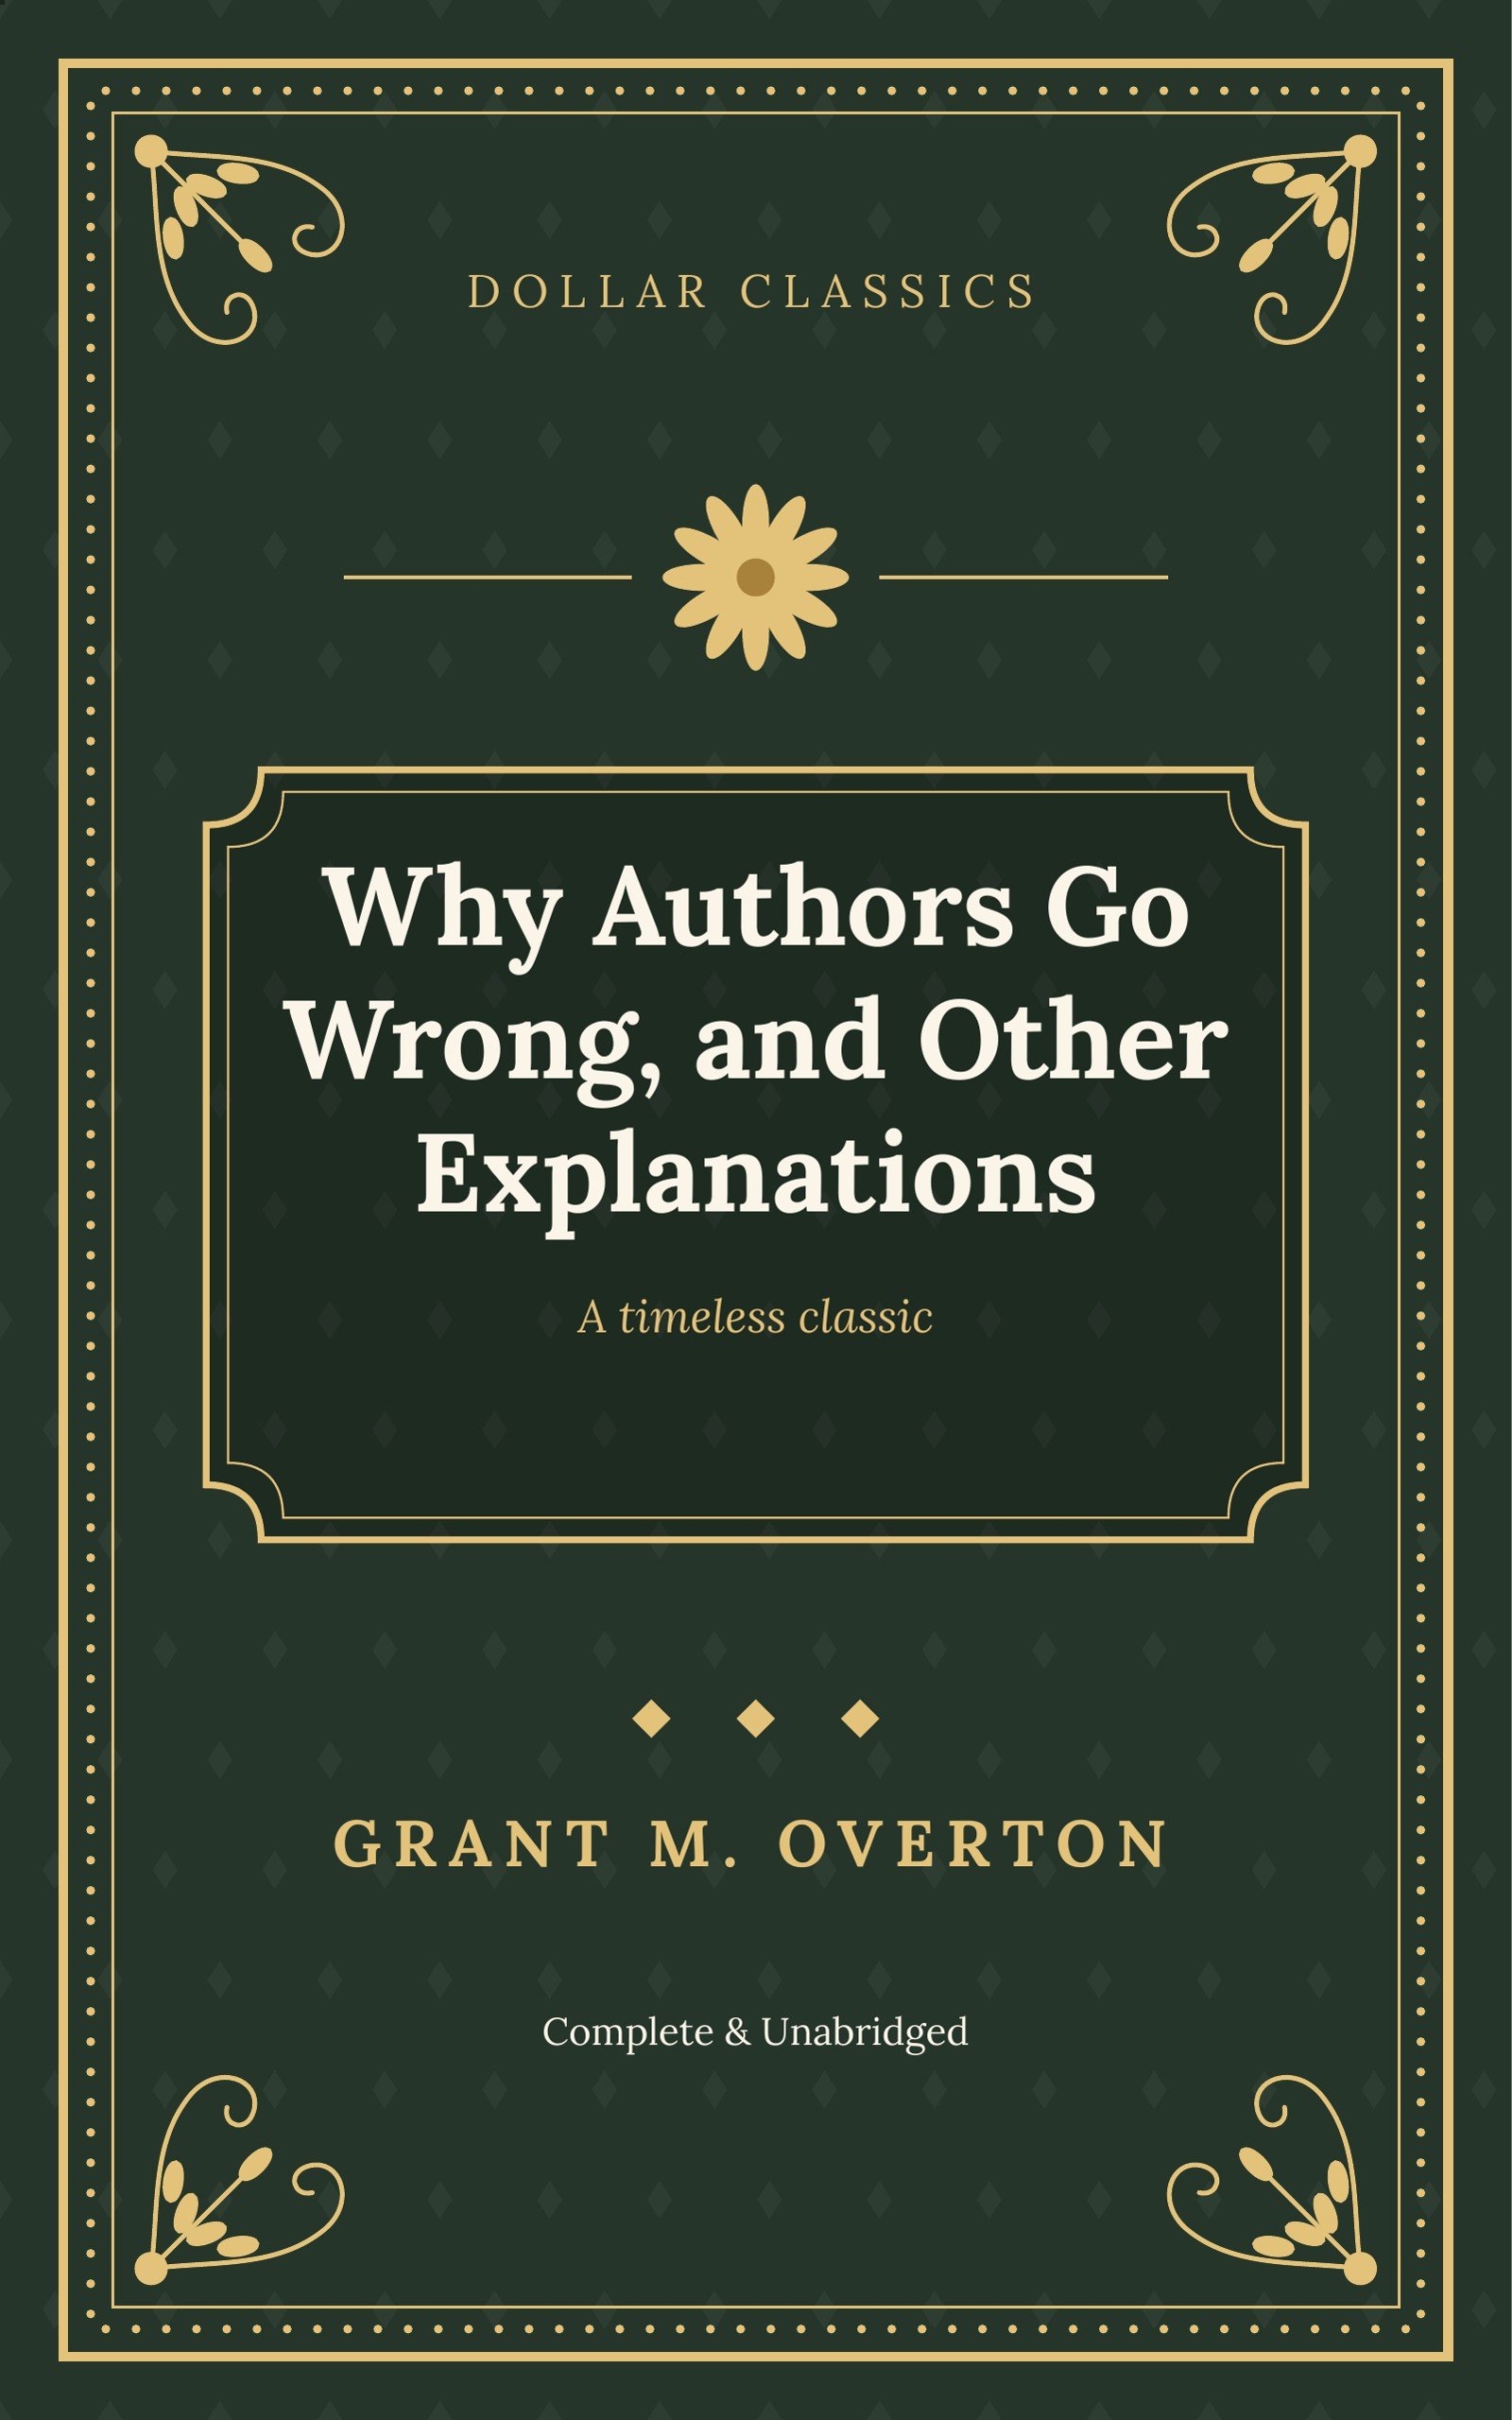 DOLLAR CLASSICS
Why Authors Go
Wrong, and Other
Explanations
A timeless classic
GRANT M. OVERTON
Complete & Unabridged